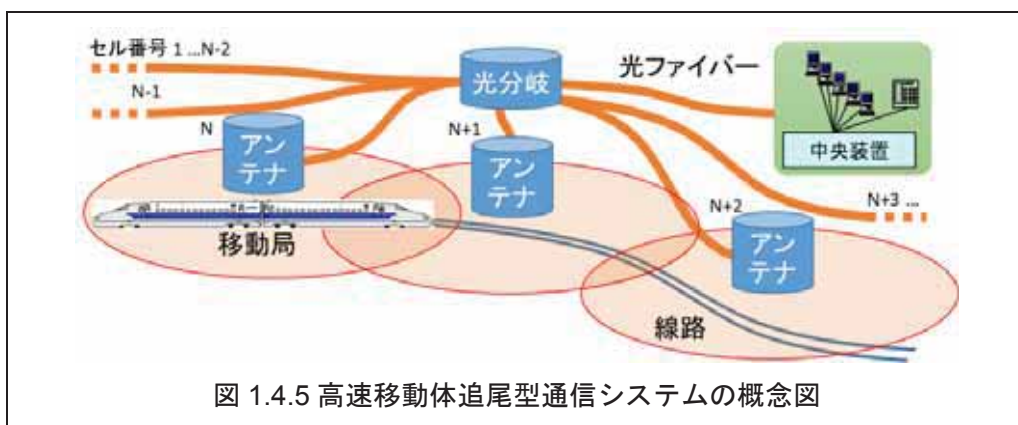 セル番号 1 ...N-2
N-1
N
アン
テナ
移動局
光分岐
N+1
アン
テナ
光ファイバー
中央装置
N+2
アン
テナ
N+3 ...
線路
図 1.4.5 高速移動体追尾型通信システムの概念図